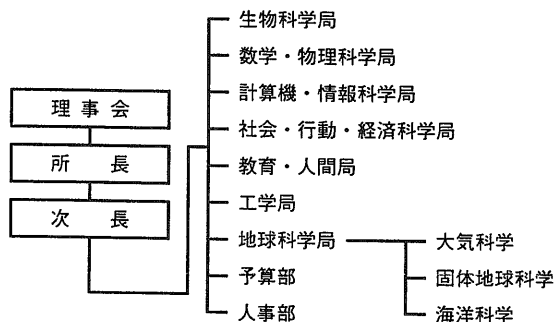 理事会
所長
次長
生物科学局
数学・物理科学局
計算機・情報科学局
社会・行動・経済科学局
教育・人間局
工学局
地球科学局
予算部
人事部
大気科学
固体地球科学
海洋科学